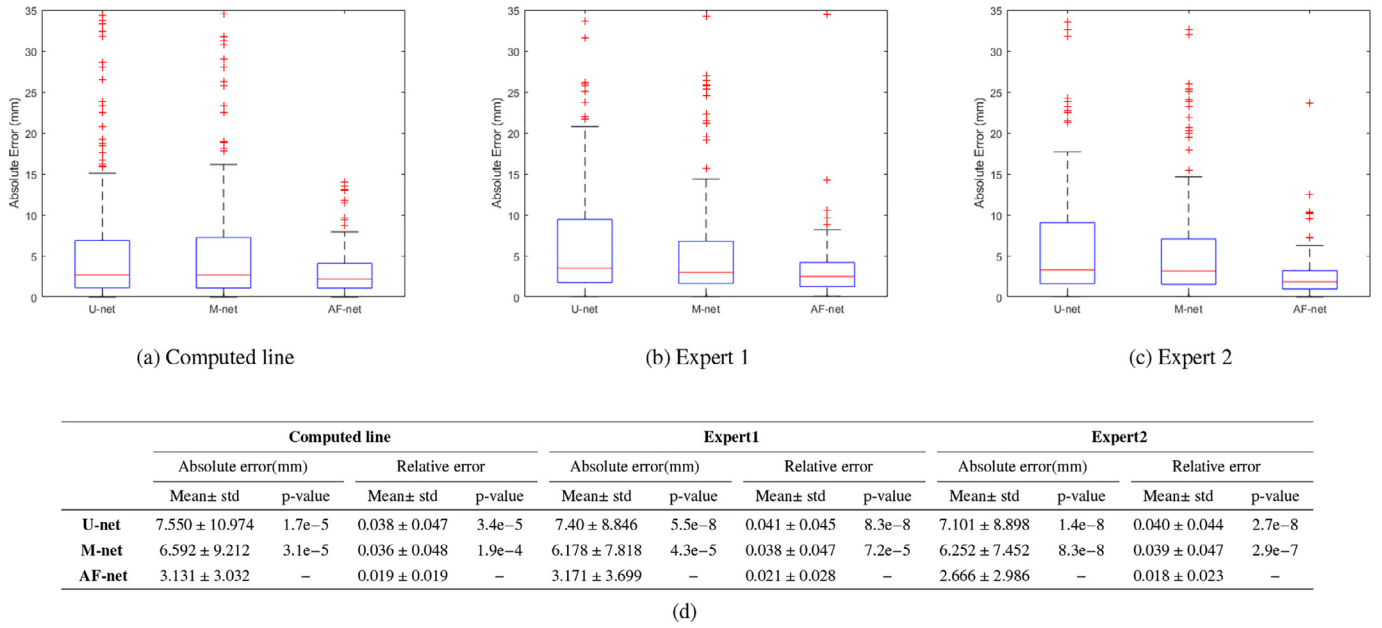 35
30
25
20
15
10
5
0
Absolute Error (mm)
U-net M-net AF-net
(a) Computed line
35
30
25
20
15
10
5
0
Absolute Error (mm)
U-net M-net AF-net
(b) Expert 1
35
30
25
20
15
10
5
0
Absolute Error (mm)
U-net M-net AF-net
(c) Expert 2
Computed line Expert1 Expert2
Absolute error(mm) Relative error Absolute error(mm) Relative error Absolute error(mm) Relative error
Mean± std p-value Mean± std p-value Mean± std p-value Mean± std p-value Mean± std p-value Mean± std p-value
U-net 7.550 ± 10.974 1.7e−5 0.038 ± 0.047 3.4e−5 7.40 ± 8.846 5.5e−8 0.041 ± 0.045 8.3e−8 7.101 ± 8.898 1.4e−8 0.040 ± 0.044 2.7e−8
M-net 6.592 ± 9.212 3.1e−5 0.036 ± 0.048 1.9e−4 6.178 ± 7.818 4.3e−5 0.038 ± 0.047 7.2e−5 6.252 ± 7.452 8.3e−8 0.039 ± 0.047 2.9e−7
AF-net 3.131 ± 3.032 − 0.019 ± 0.019 − 3.171 ± 3.699 − 0.021 ± 0.028 − 2.666 ± 2.986 − 0.018 ± 0.023 −
(d)